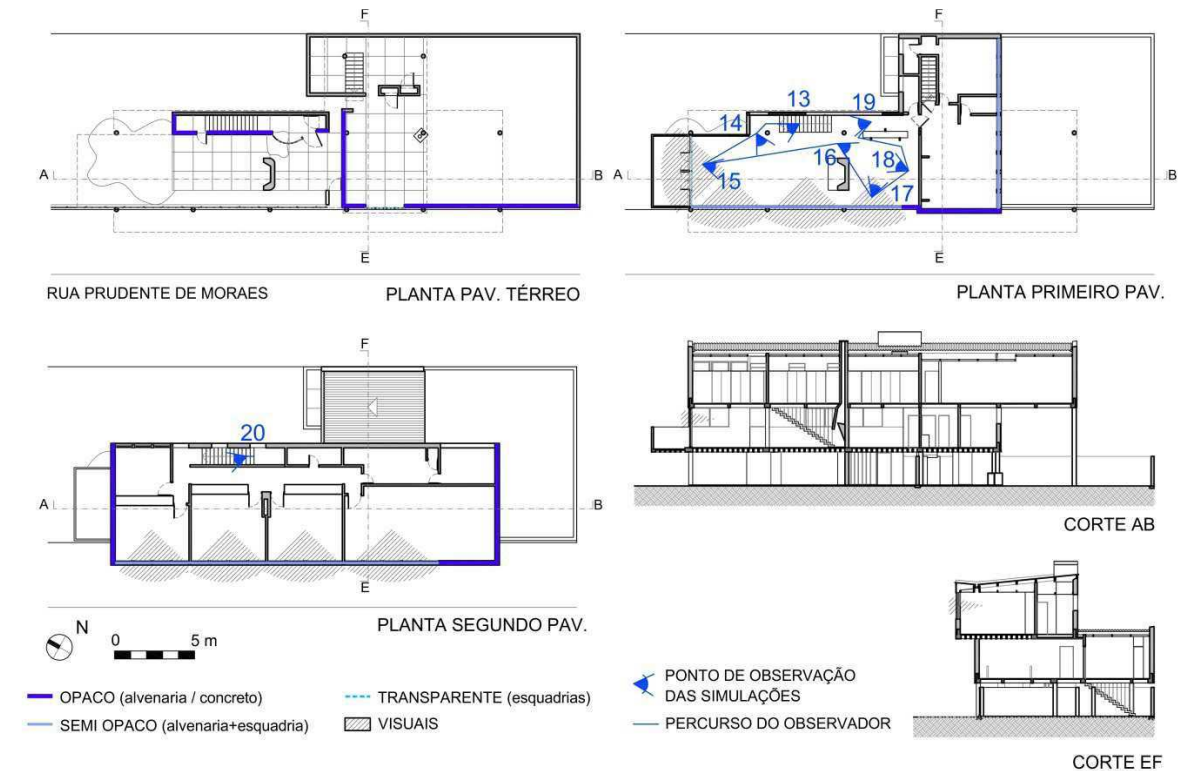 F
A
B
E
RUA PRUDENTE DE MORAES
PLANTA PAV. TÉRREO
F
13
19
14
16
18
15
17
A
B
E
PLANTA PRIMEIRO PAV.
F
20
A
B
E
PLANTA SEGUNDO PAV.
CORTE AB
N
0 5 m
OPACO (alvenaria / concreto)
SEMI OPACO (alvenaria+esquadria)
TRANSPARENTE (esquadrias)
VISUAIS
PONTO DE OBSERVAÇÃO
DAS SIMULAÇÕES
PERCURSO DO OBSERVADOR
CORTE EF